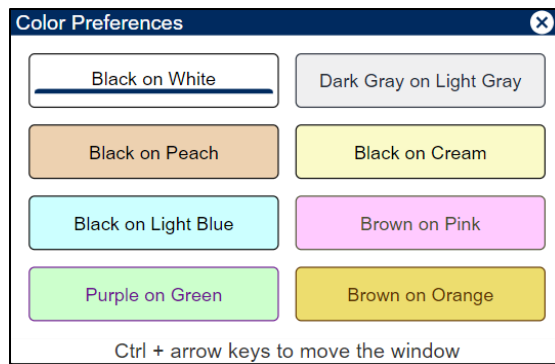 Color Preferences
Black on White
Dark Gray on Light Gray
Black on Peach
Black on Cream
Black on Light Blue
Brown on Pink
Purple on Green
Brown on Orange
Ctrl + arrow keys to move the window